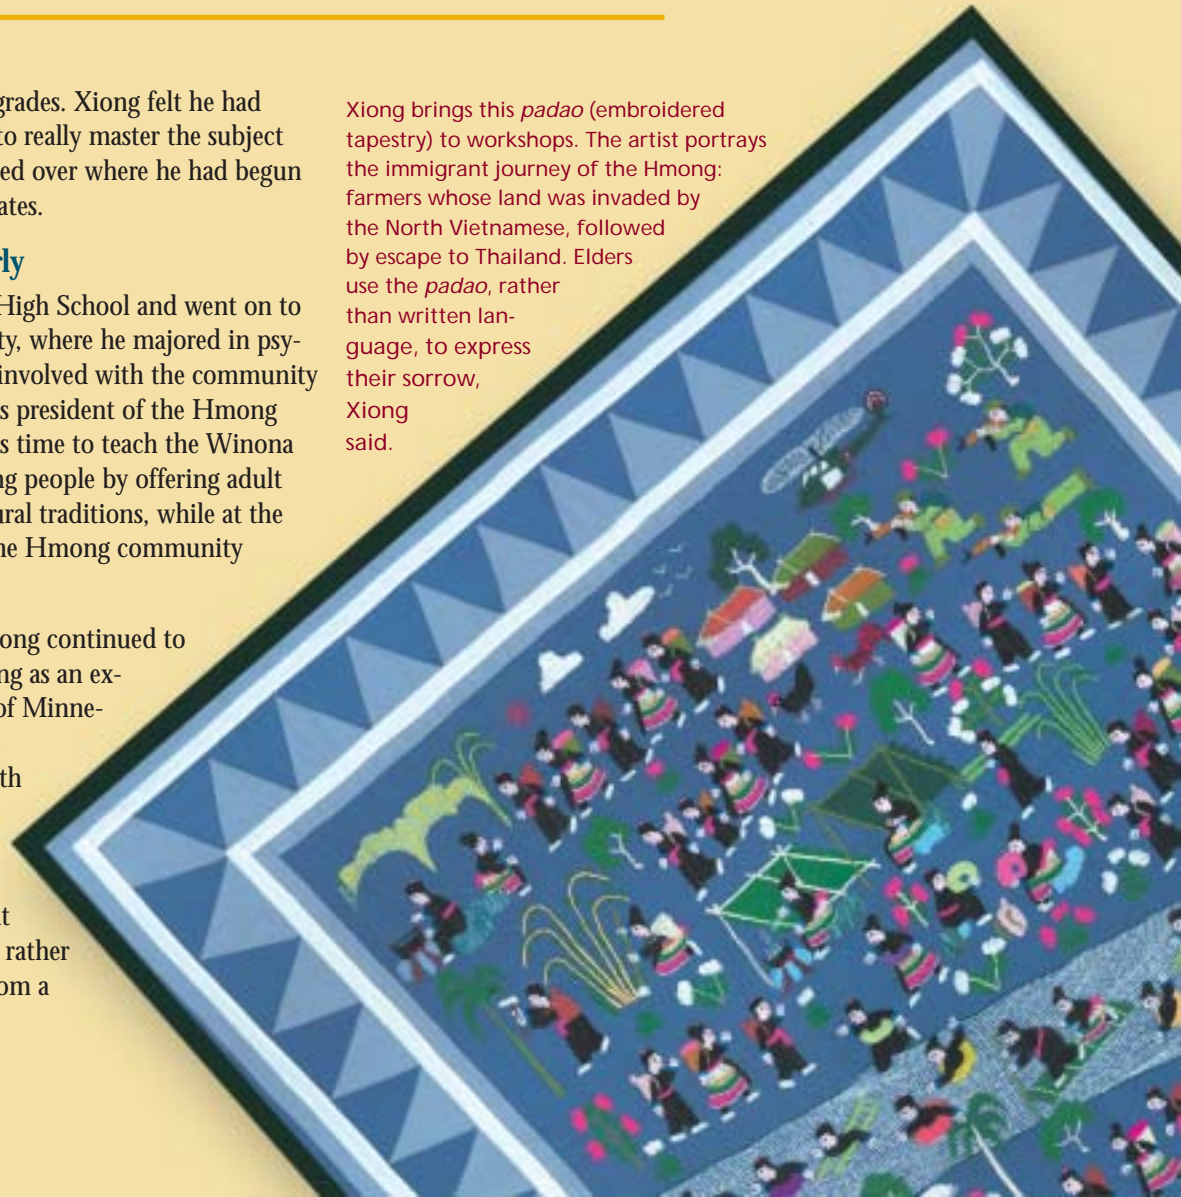 grades. Xiong felt he had
to really master the subject
ed over where he had begun
ates.
rly
High School and went on to
ty, where he majored in psy-
involved with the community
s president of the Hmong
s time to teach the Winona
ng people by offering adult
ural traditions, while at the
he Hmong community
ong continued to
ng as an ex-
of Minne-
th
t
rather
om a
Xiong brings this padao (embroidered
tapestry) to workshops. The artist portrays
the immigrant journey of the Hmong:
farmers whose land was invaded by
the North Vietnamese, followed
by escape to Thailand. Elders
use the padao, rather
than written lan-
guage, to express
their sorrow,
Xiong
said.